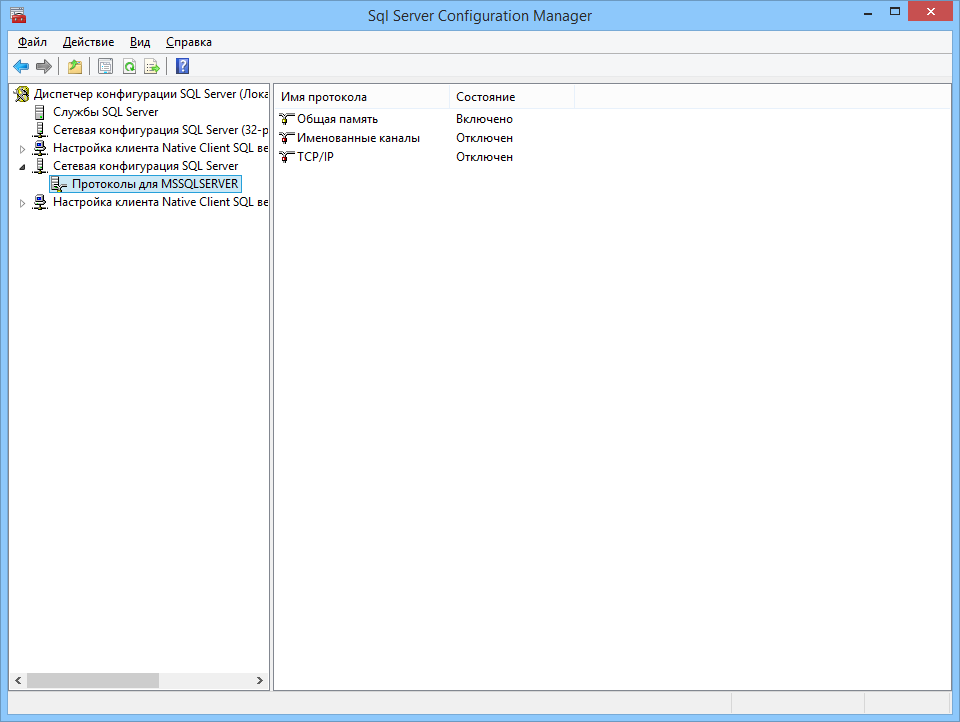 Sql Server Configuration Manager
Файл Действие Вид Справка
Диспетчер конфигурации SQL Server (Лока
Службы SQL Server
Сетевая конфигурация SQL Server (32-р
Настройка клиента Native Client SQL ве
Сетевая конфигурация SQL Server
Протоколы для MSSQLSERVER
Настройка клиента Native Client SQL ве
Имя протокола Состояние
Общая память Включено
Именованные каналы Отключен
TCP/IP Отключен